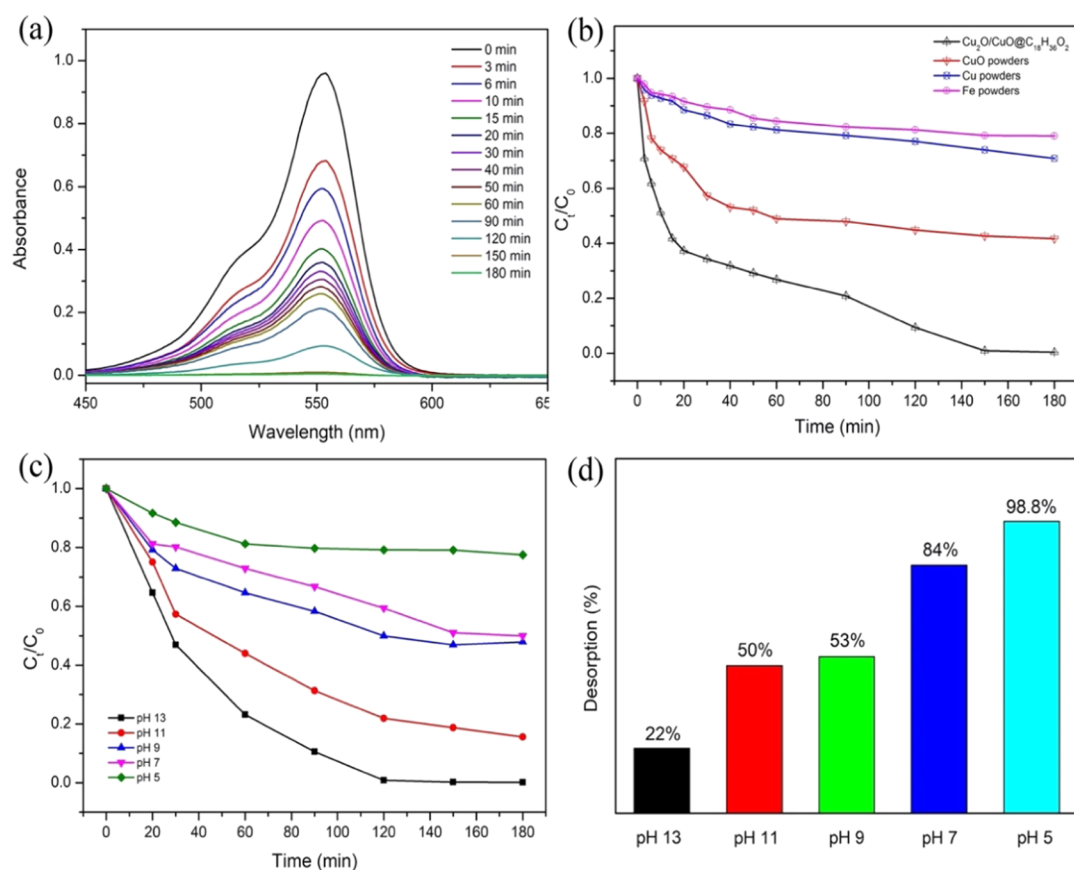 (a)
Absorbance
1.0
0.8
0.6
0.4
0.2
0.0
450
500
550
600
65
Wavelength (nm)
0 min
3 min
6 min
10 min
15 min
20 min
30 min
40 min
50 min
60 min
90 min
120 min
150 min
180 min
(b)
Cₜ/C₀
1.0
0.8
0.6
0.4
0.2
0.0
0
20
40
60
80
100
120
140
160
180
Time (min)
Cu₂O/CuO@C₁₈H₃₆O₂
CuO powders
Cu powders
Fe powders
(c)
Cₜ/C₀
1.0
0.8
0.6
0.4
0.2
0.0
0
20
40
60
80
100
120
140
160
180
Time (min)
pH 13
pH 11
pH 9
pH 7
pH 5
(d)
Desorption (%)
22%
50%
53%
84%
98.8%
pH 13
pH 11
pH 9
pH 7
pH 5